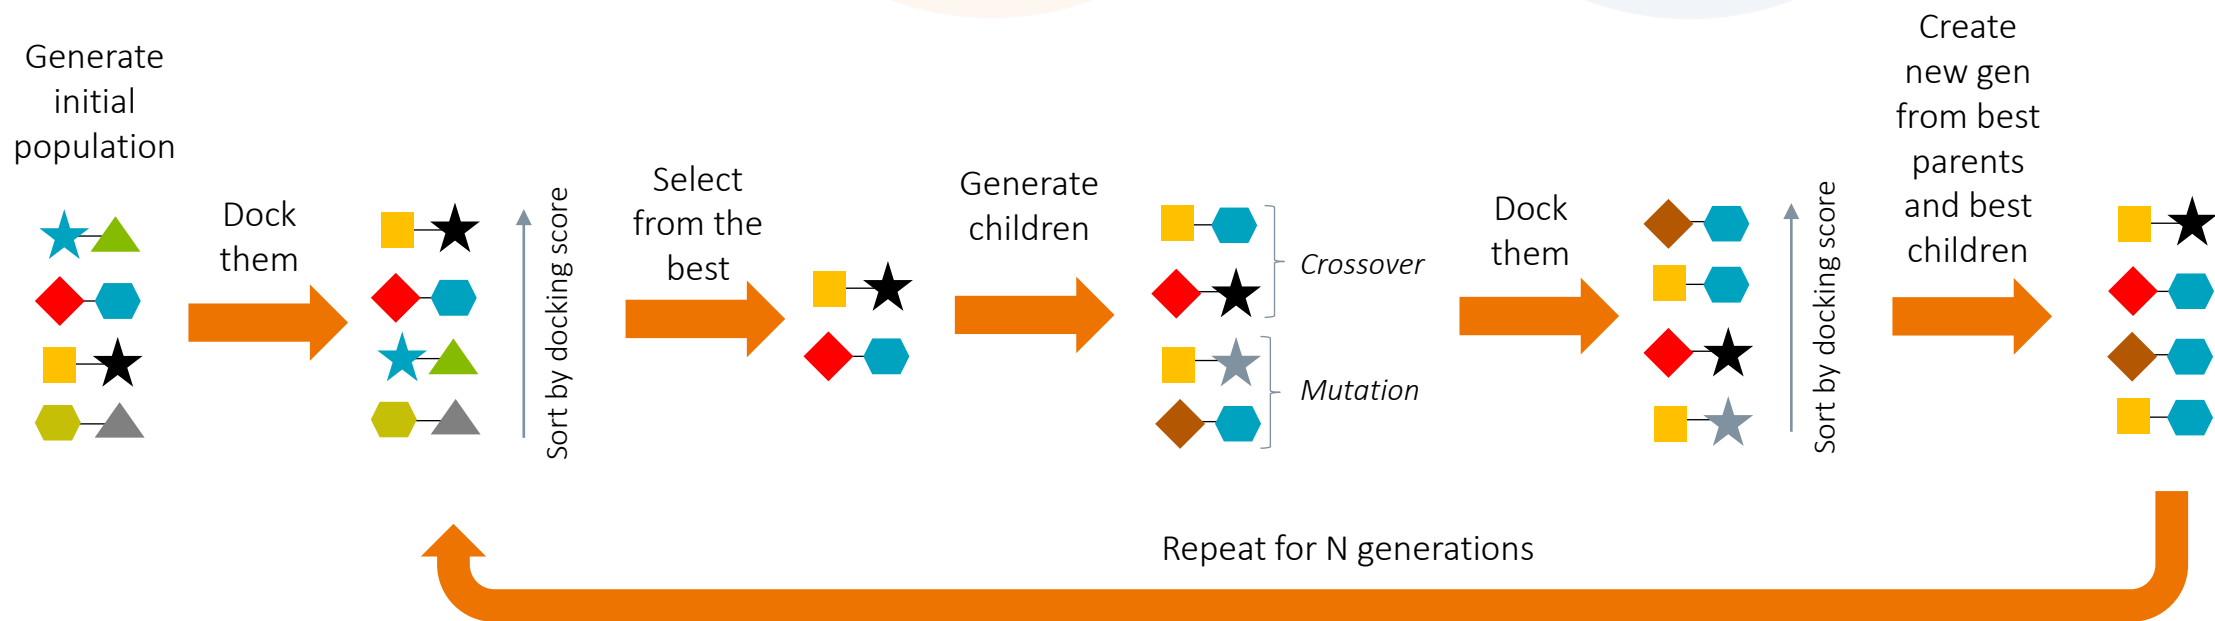 Generate
initial
population
Dock
them
Sort by docking score
Select
from the
best
Generate
children
Crossover
Mutation
Dock
them
Sort by docking score
Create
new gen
from best
parents
and best
children
Repeat for N generations